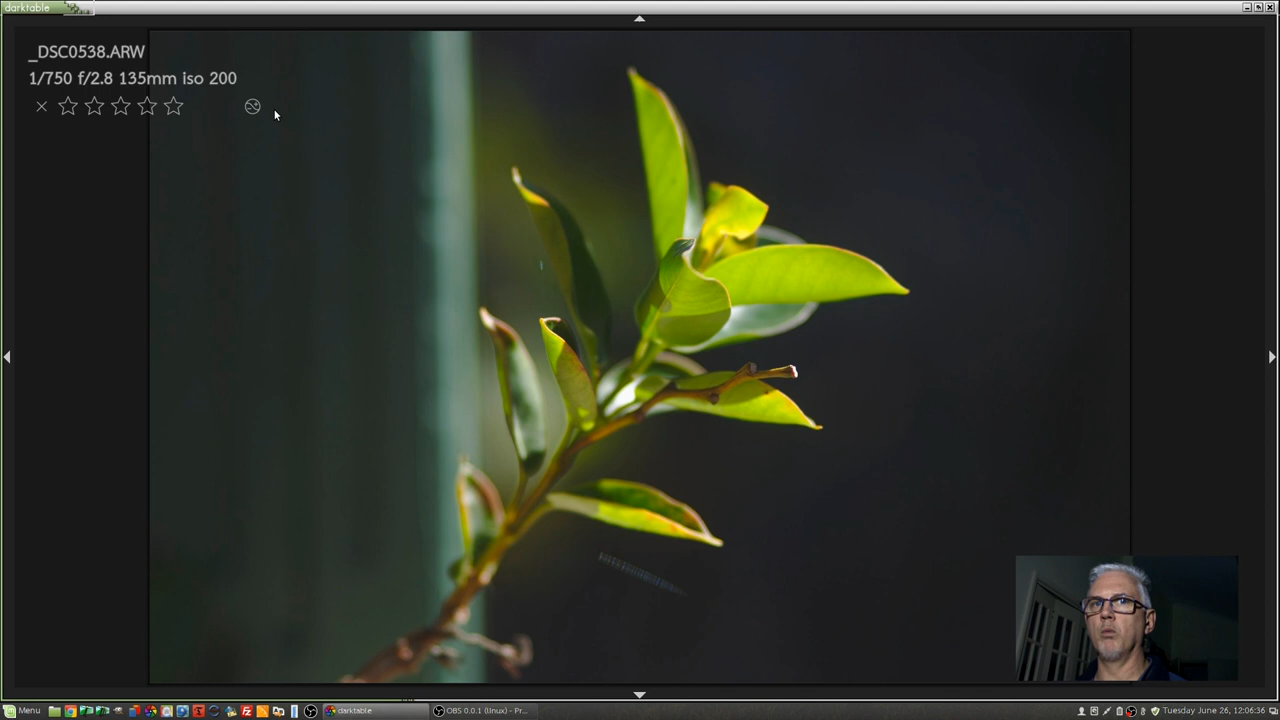 darktable
_DSC0538.ARW
1/750 f/2.8 135mm iso 200
Menu
darktable
OBS 0.0.1 (linux) - Pr...
Tuesday June 26, 12:06:36